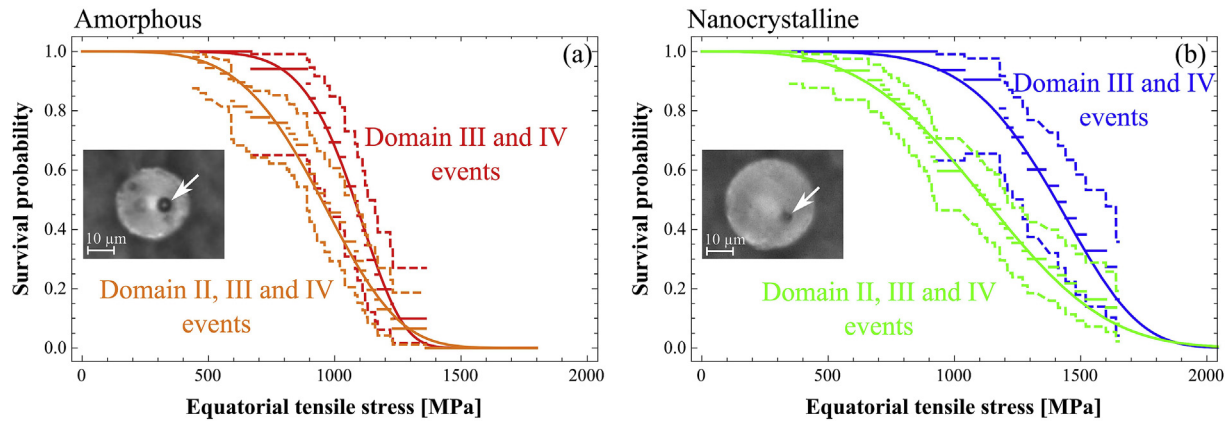 Amorphous
(a)
1.0
0.8
0.6
0.4
0.2
0.0
Survival probability
Domain III and IV
events
10 µm
Domain II, III and IV
events
0
500
1000
1500
2000
Equatorial tensile stress [MPa]
Nanocrystalline
(b)
1.0
0.8
0.6
0.4
0.2
0.0
Survival probability
Domain III and IV
events
10 µm
Domain II, III and IV
events
0
500
1000
1500
2000
Equatorial tensile stress [MPa]